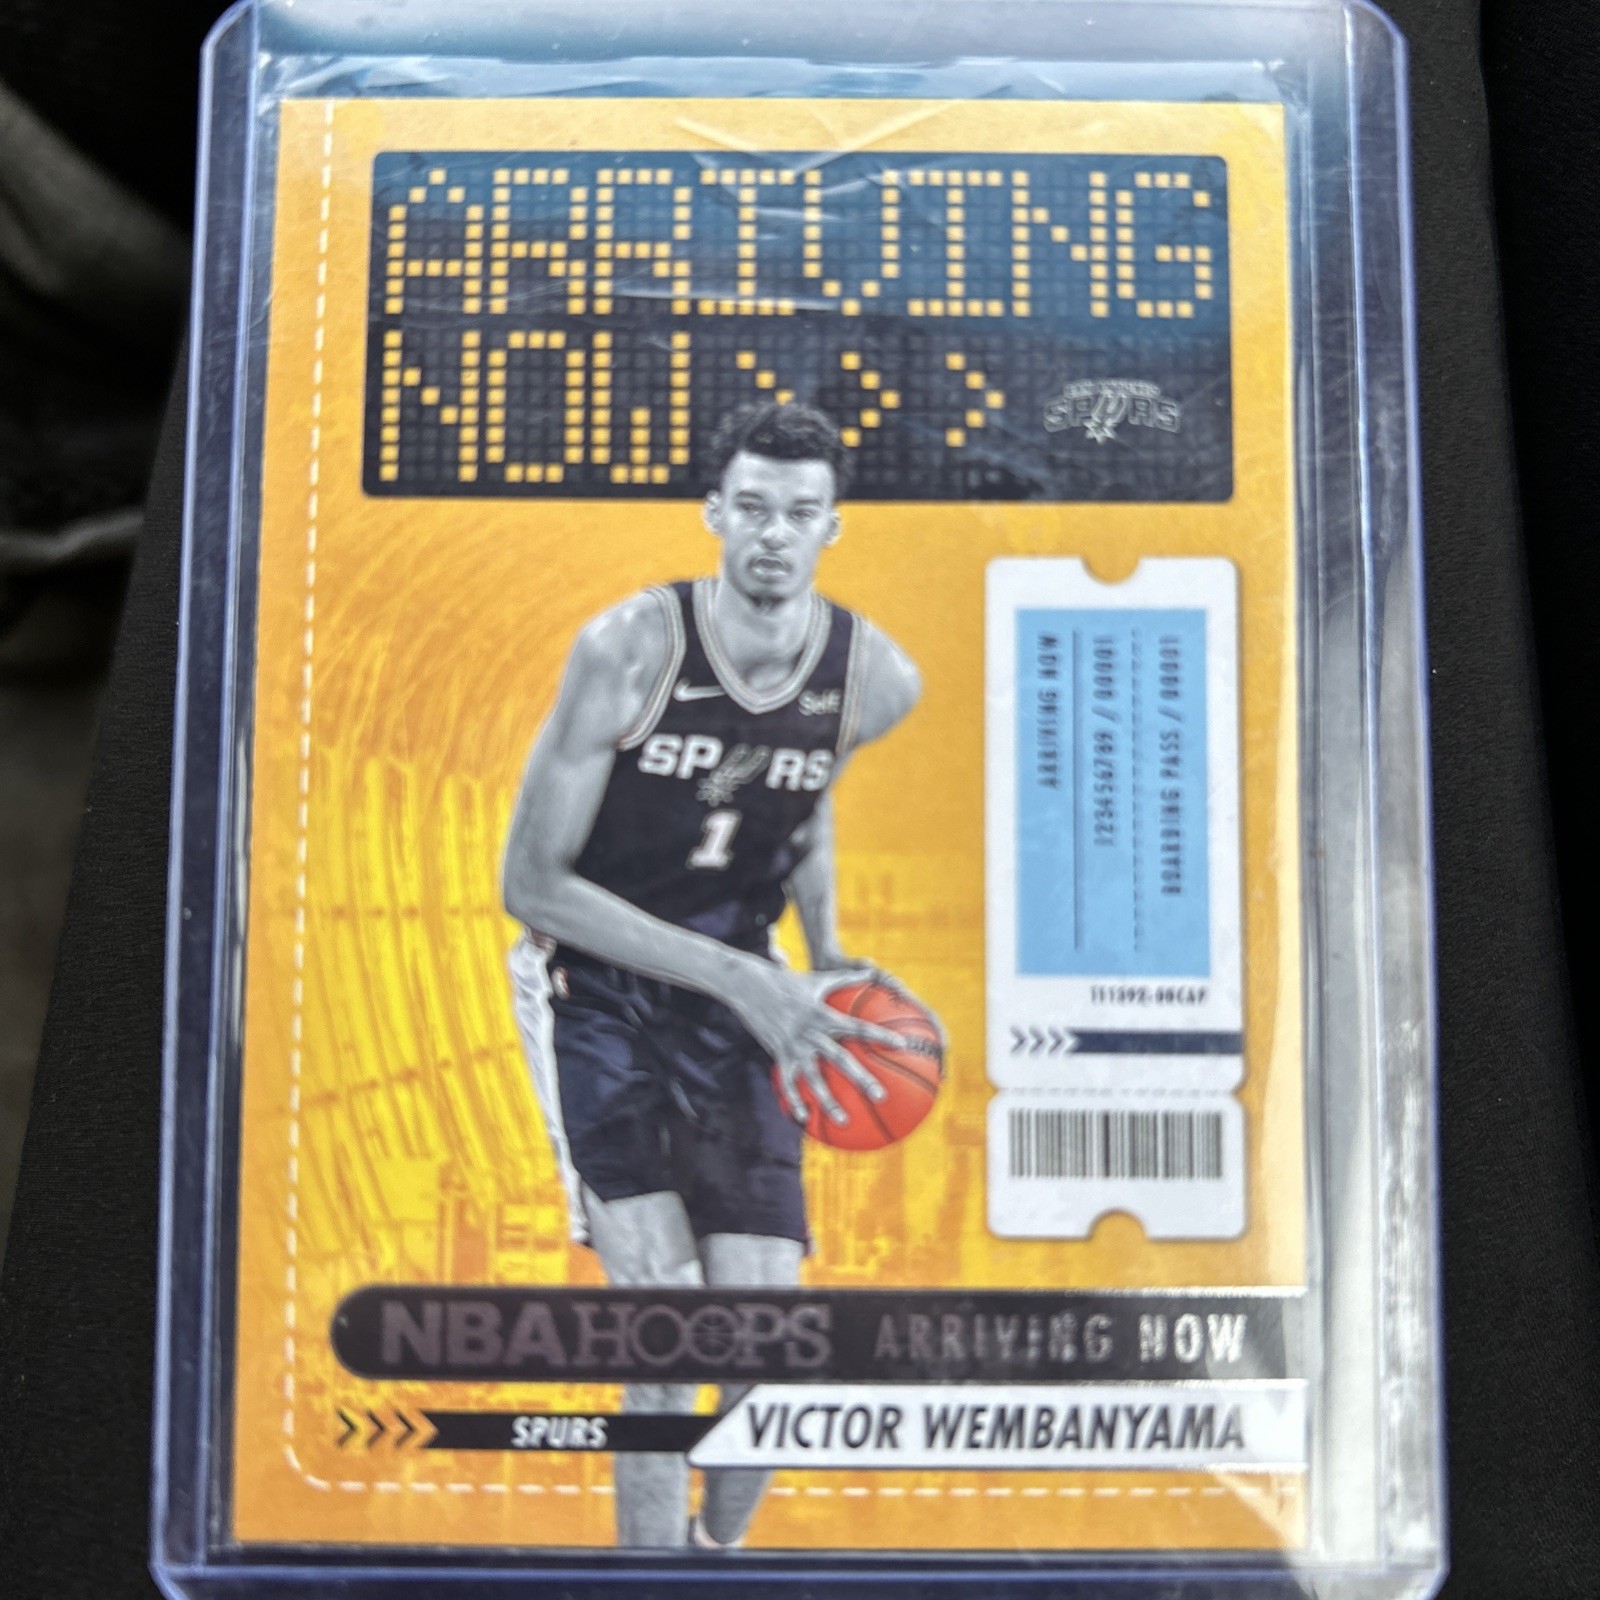 ARRIVING
NOW >>>
SPURS
Self
SPURS
1
ARRIVING NOW
123456789 / 00001
BOARDING PASS / 00001
NBA HOOPS ARRIVING NOW
>>>> SPURS
VICTOR WEMBANYAMA